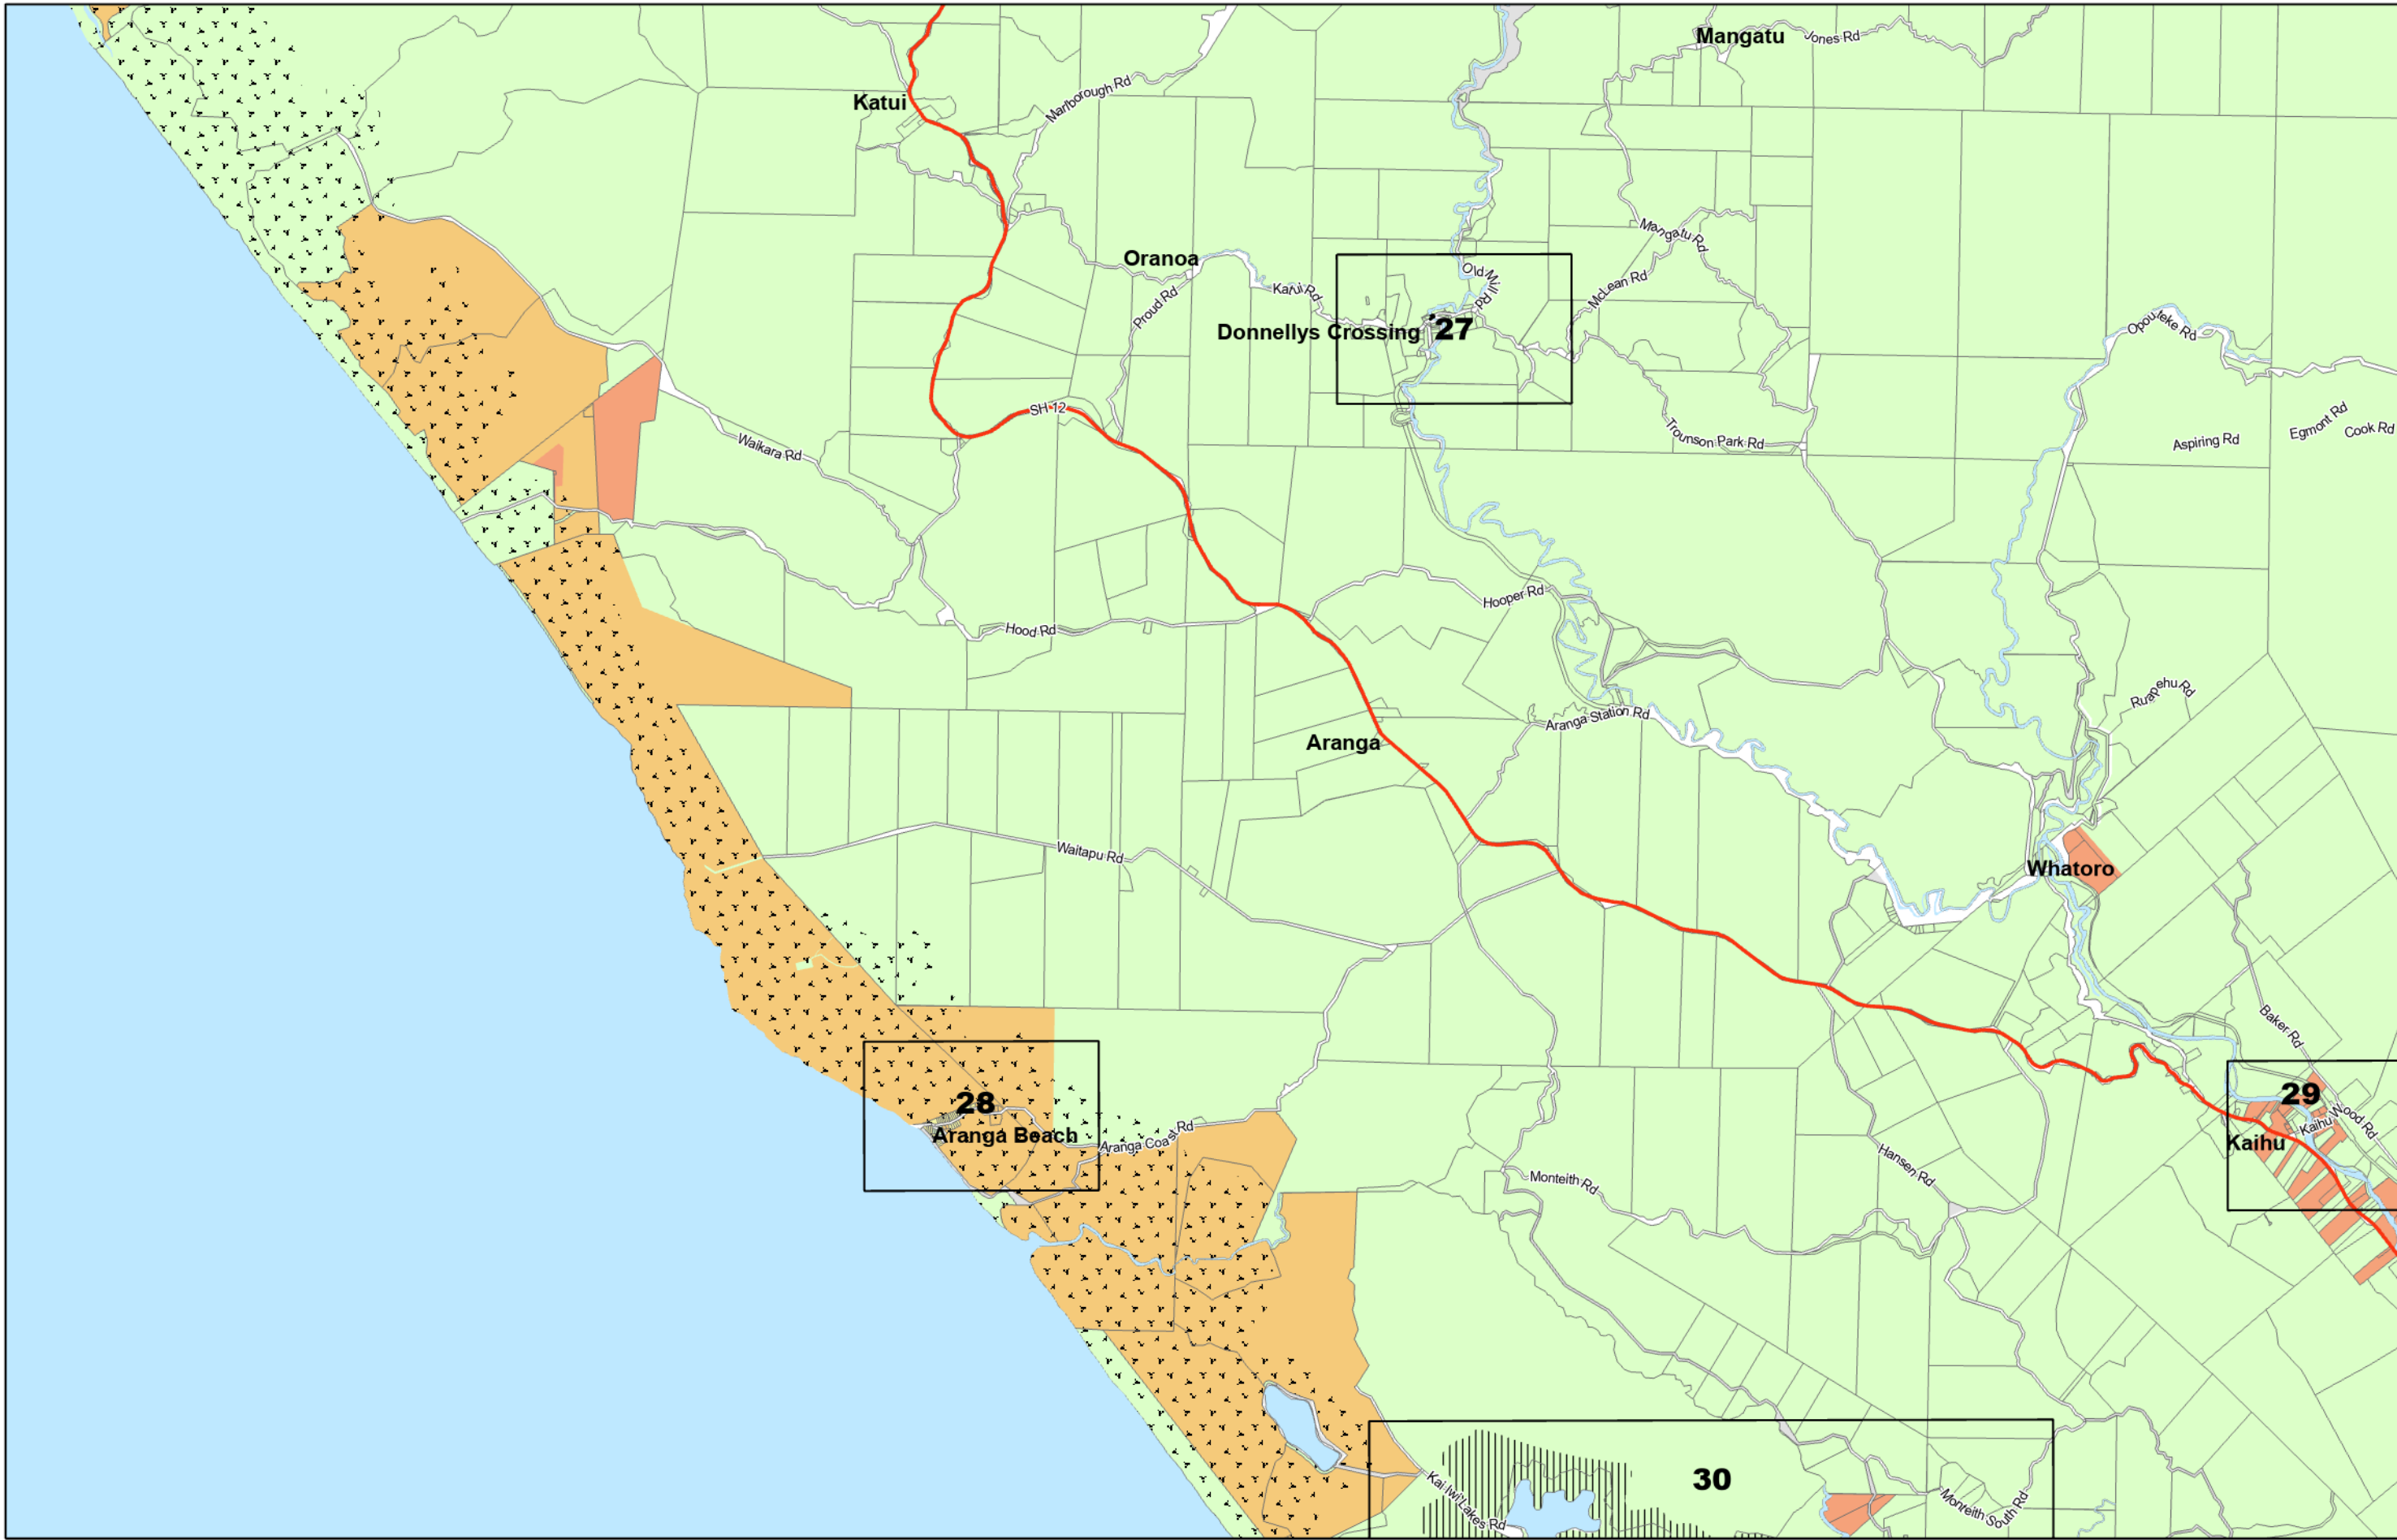 Mangatu
Jones Rd
Katui
Marlborough Rd
Mangatu Rd
Oranoa
Old Mill Rd
Katui Rd
McLean Rd
Proud Rd
Donnellys Crossing
27
Opouteke Rd
SH 12
Waikara Rd
Trounson Park Rd
Aspiring Rd
Egmont Rd
Cook Rd
Hooper Rd
Hood Rd
Ruapehu Rd
Aranga Station Rd
Aranga
Waitapu Rd
Whatoro
Baker Rd
28
Aranga Beach
Aranga Coast Rd
29
Wood Rd
Kaihu
Kaihu
Hansen Rd
Monteith Rd
30
Kai Iwi Lakes Rd
Monteith South Rd